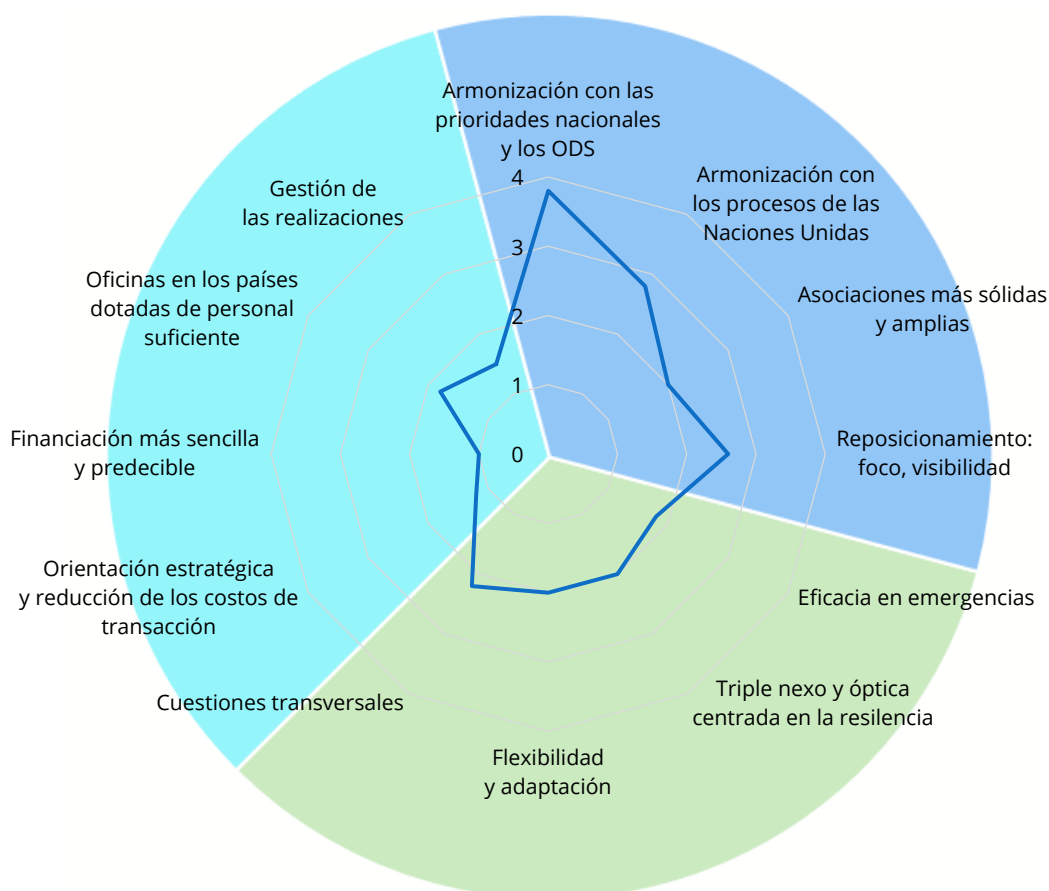 Armonización con las
prioridades nacionales
y los ODS
Armonización con
los procesos de las
Naciones Unidas
Asociaciones más sólidas
y amplias
Reposicionamiento:
foco, visibilidad
Eficacia en emergencias
Triple nexo y óptica
centrada en la resilencia
Flexibilidad
y adaptación
Cuestiones transversales
Orientación estratégica
y reducción de los costos de
transacción
Financiación más sencilla
y predecible
Oficinas en los países
dotadas de personal
suficiente
Gestión de
las realizaciones
4
3
2
1
0